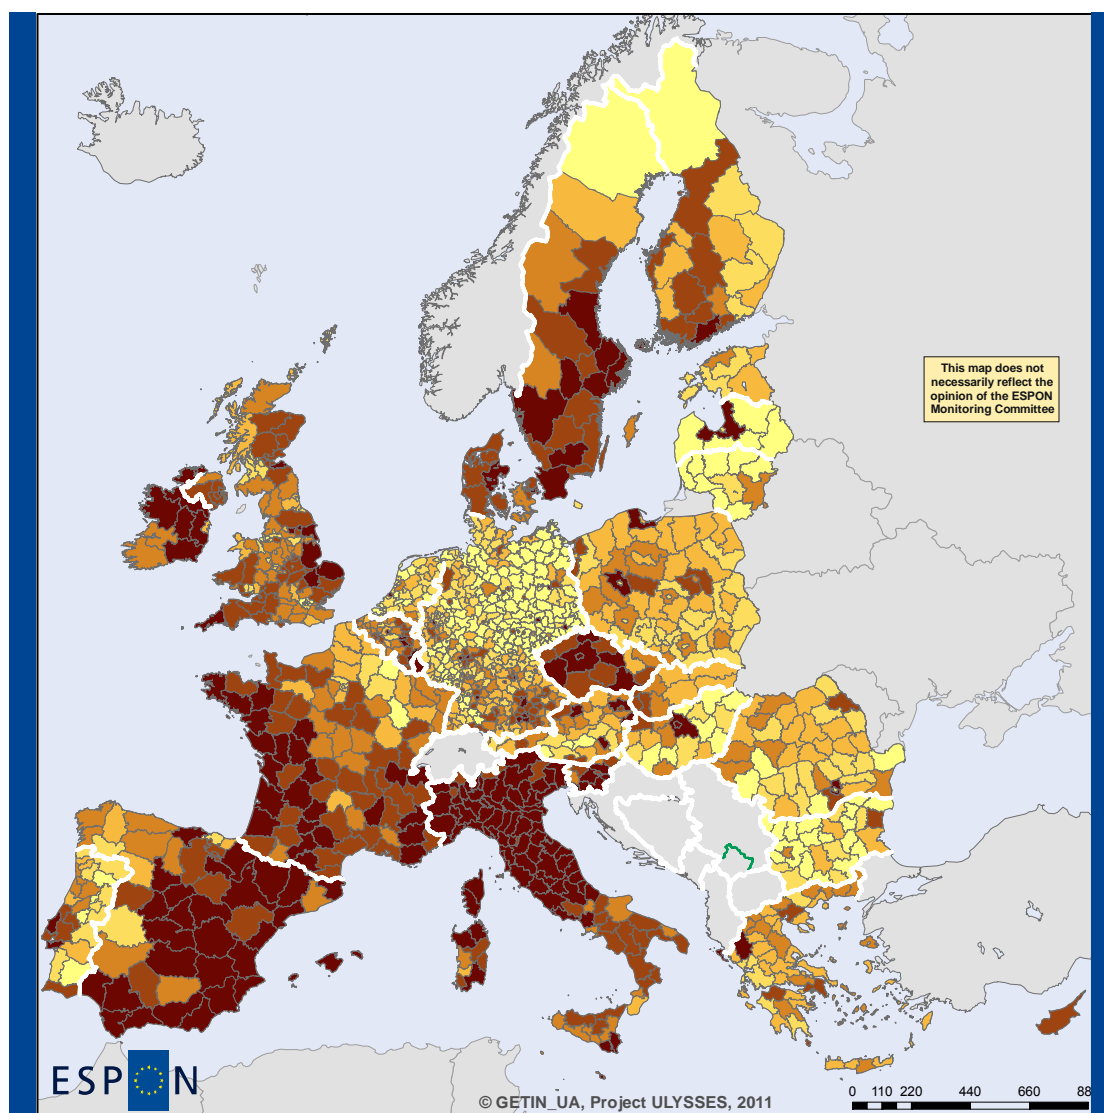 This map does not
necessarily reflect the
opinion of the ESPON
Monitoring Committee
ESPON
© GETIN_UA, Project ULYSSES, 2011
0 110 220 440 660 88